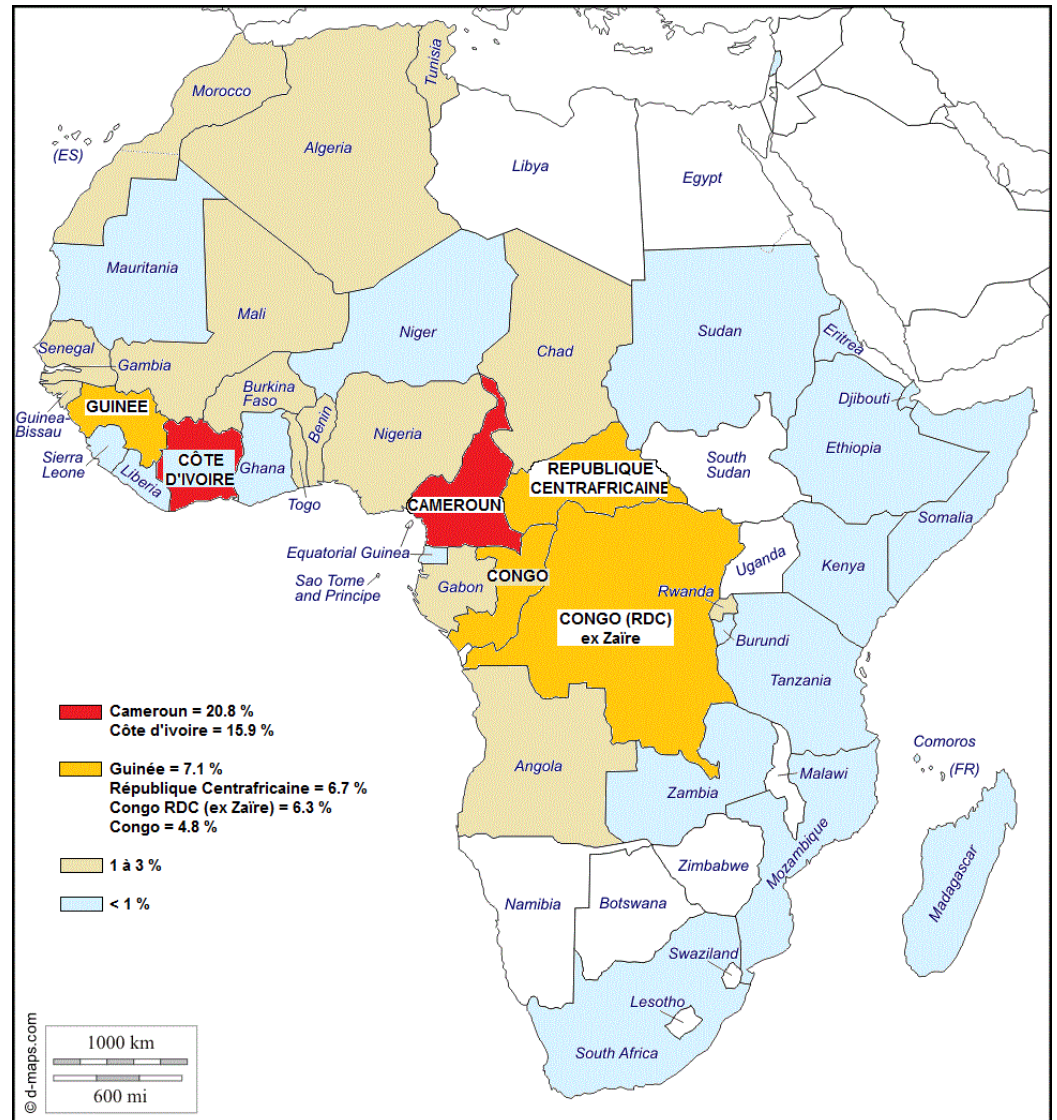 Tunisia
Morocco
(ES)
Algeria
Libya
Egypt
Mauritania
Mali
Niger
Chad
Sudan
Eritrea
Senegal
Gambia
Burkina
Faso
Benin
Nigeria
Djibouti
GUINEE
Guinea-
Bissau
Sierra
Leone
Liberia
CÔTE
D'IVOIRE
Ghana
Togo
CAMEROUN
REPUBLIQUE
CENTRAFRICAINE
South
Sudan
Ethiopia
Somalia
Equatorial Guinea
Sao Tome
and Principe
Gabon
CONGO
CONGO (RDC)
ex Zaïre
Uganda
Rwanda
Kenya
Burundi
Tanzania
Cameroun = 20.8 %
Côte d'ivoire = 15.9 %
Guinée = 7.1 %
République Centrafricaine = 6.7 %
Congo RDC (ex Zaïre) = 6.3 %
Congo = 4.8 %
1 à 3 %
< 1 %
Angola
Zambia
Malawi
Comoros
(FR)
Mozambique
Madagascar
Zimbabwe
Namibia
Botswana
Swaziland
Lesotho
South Africa
1000 km
600 mi
© d-maps.com